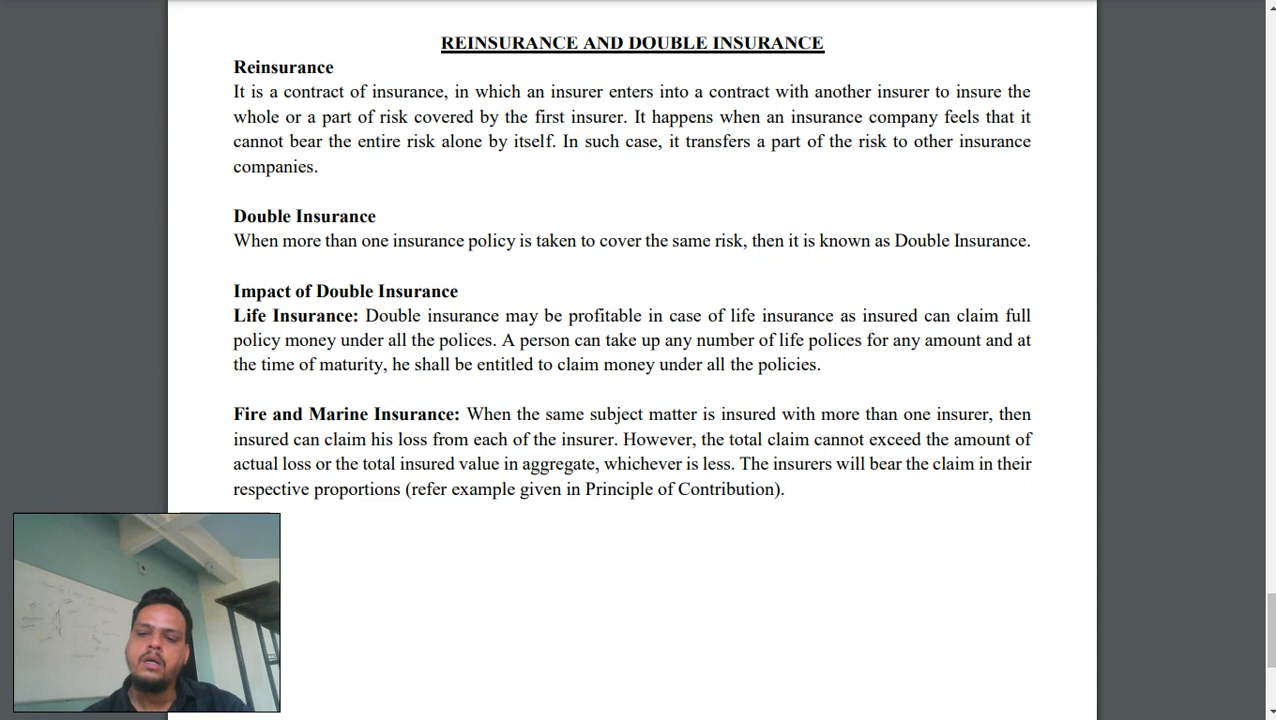 REINSURANCE AND DOUBLE INSURANCE
Reinsurance
It is a contract of insurance, in which an insurer enters into a contract with another insurer to insure the
whole or a part of risk covered by the first insurer. It happens when an insurance company feels that it
cannot bear the entire risk alone by itself. In such case, it transfers a part of the risk to other insurance
companies.
Double Insurance
When more than one insurance policy is taken to cover the same risk, then it is known as Double Insurance.
Impact of Double Insurance
Life Insurance: Double insurance may be profitable in case of life insurance as insured can claim full
policy money under all the polices. A person can take up any number of life polices for any amount and at
the time of maturity, he shall be entitled to claim money under all the policies.
Fire and Marine Insurance: When the same subject matter is insured with more than one insurer, then
insured can claim his loss from each of the insurer. However, the total claim cannot exceed the amount of
actual loss or the total insured value in aggregate, whichever is less. The insurers will bear the claim in their
respective proportions (refer example given in Principle of Contribution).